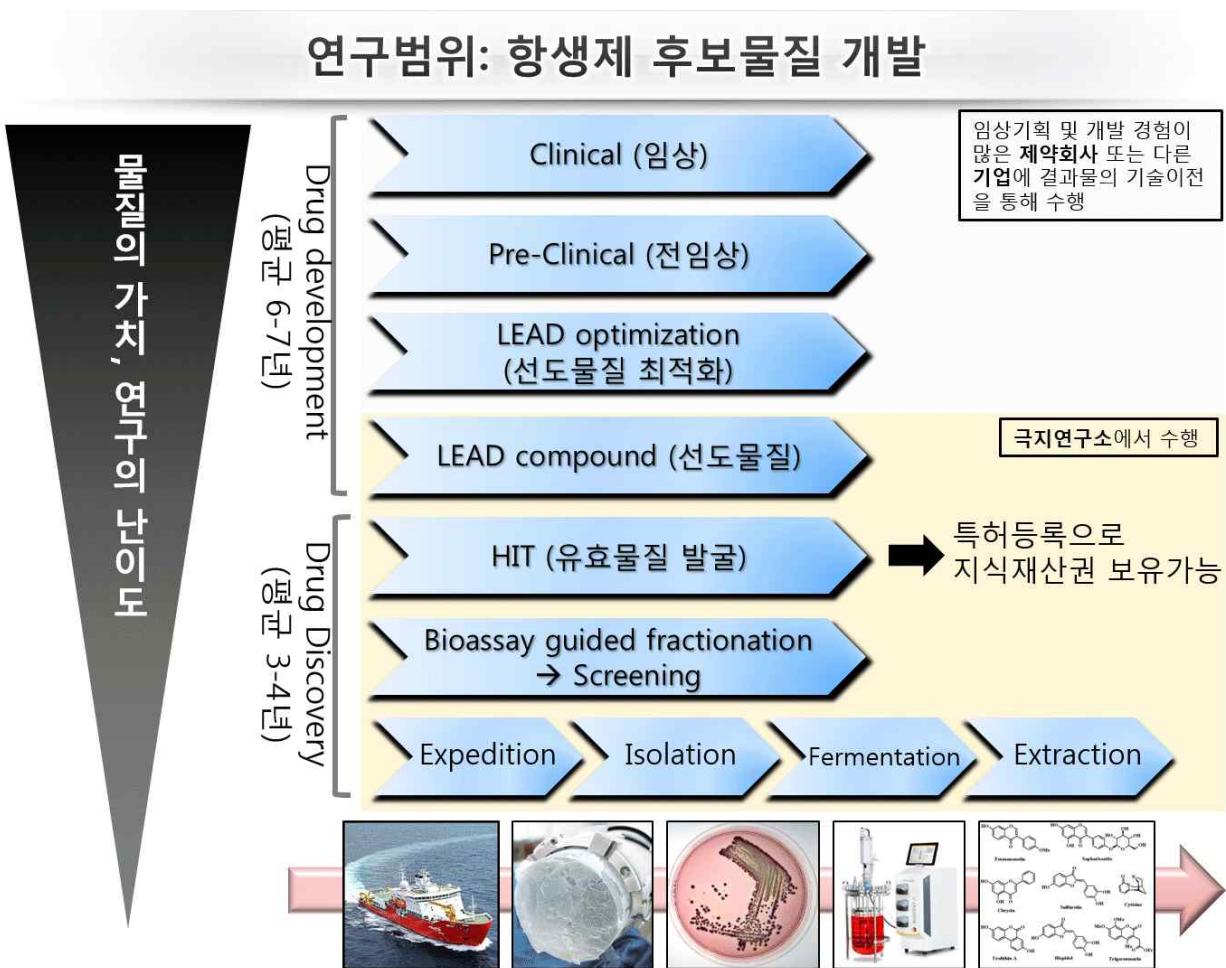 연구범위: 항생제 후보물질 개발
물질의 가치, 연구의 난이도
Drug development
(평균 6-7년)
Clinical (임상)
Pre-Clinical (전임상)
LEAD optimization
(선도물질 최적화)
임상기획 및 개발 경험이
많은 제약회사 또는 다른
기업에 결과물의 기술이전
을 통해 수행
LEAD compound (선도물질)
극지연구소에서 수행
Drug Discovery
(평균 3-4년)
HIT (유효물질 발굴)
특허등록으로
지식재산권 보유가능
Bioassay guided fractionation
→ Screening
Expedition
Isolation
Fermentation
Extraction
Chrysin
Sulfuretin
Cytisine
Urolithin A
Hispidol